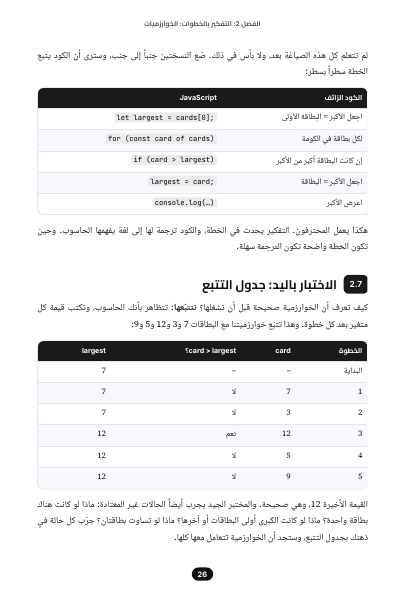 الفصل 2: التفكير بالخطوات: الخوارزميات
لم تتعلم كل هذه الصياغة بعد، ولا بأس في ذلك. ضَع النسختين جنباً إلى جنب، وسترى أن الكود يتبع
الخطة سطراً بسطر:
الكود الزائف JavaScript
اجعل الأكبر = البطاقة الأولى let largest = cards[0];
لكل بطاقة في الكومة for (const card of cards)
إن كانت البطاقة أكبر من الأكبر if (card > largest)
اجعل الأكبر = البطاقة largest = card;
اعرض الأكبر console.log(…)
هكذا يعمل المحترفون. التفكير يحدث في الخطة، والكود ترجمة لها إلى لغة يفهمها الحاسوب. وحين
تكون الخطة واضحة تكون الترجمة سهلة.
2.7 الاختبار باليد: جدول التتبع
كيف تعرف أن الخوارزمية صحيحة قبل أن تشغلها؟ تتتبّعها: تتظاهر بأنك الحاسوب، وتكتب قيمة كل
متغير بعد كل خطوة. وهذا تتبّع خوارزميتنا مع البطاقات 7 و3 و12 و5 و9:
الخطوة card card > largest؟ largest
البداية – – 7
1 7 لا 7
2 3 لا 7
3 12 نعم 12
4 5 لا 12
5 9 لا 12
القيمة الأخيرة 12، وهي صحيحة. والمختبر الجيد يجرب أيضاً الحالات غير المعتادة: ماذا لو كانت هناك
بطاقة واحدة؟ ماذا لو كانت الكبرى أولى البطاقات أو آخرها؟ ماذا لو تساوت بطاقتان؟ جرّب كل حالة في
ذهنك بجدول التتبع، وستجد أن الخوارزمية تتعامل معها كلها.
26